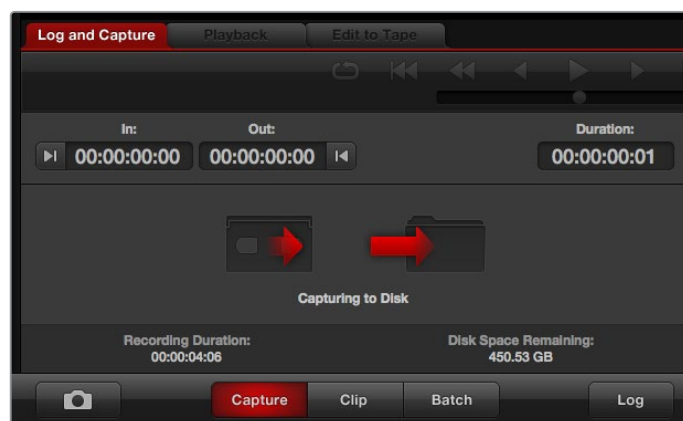 Log and Capture Playback Edit to Tape
In: Out: Duration:
00:00:00:00 00:00:00:00 00:00:00:01
Capturing to Disk
Recording Duration: Disk Space Remaining:
00:00:04:06 450.53 GB
Capture Clip Batch Log